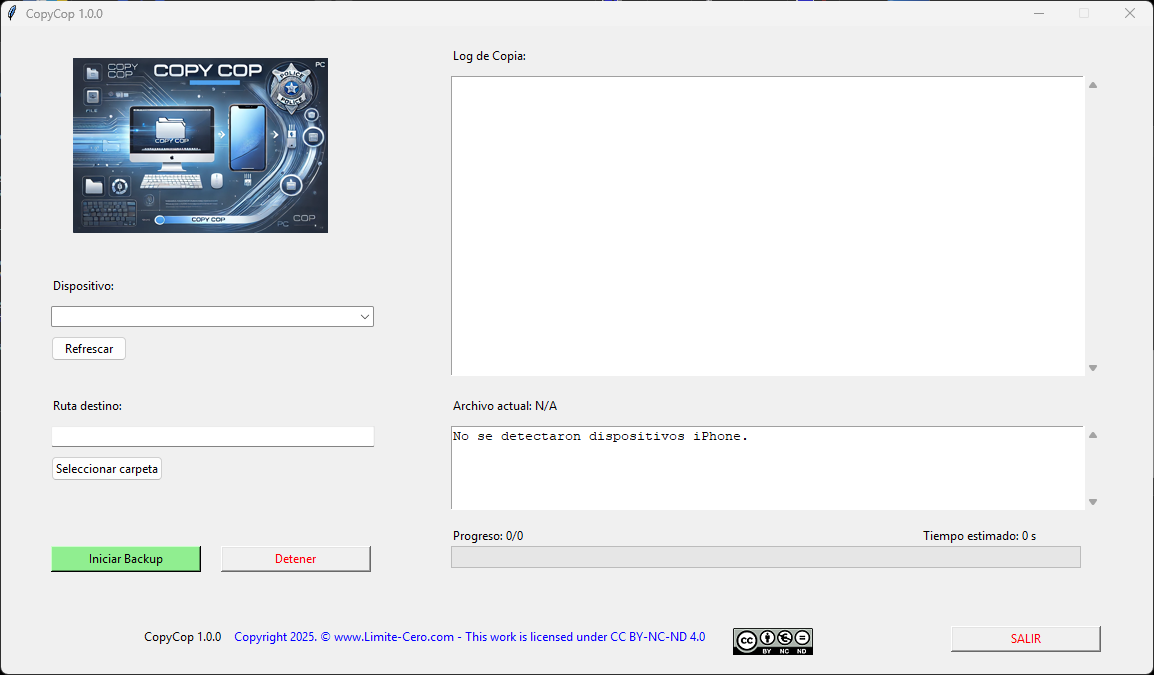 CopyCop 1.0.0
COPY COP
COPY COP
PC
POLICE
POLICE
FILE
COPY COP
COPY COP
PC
COP
Dispositivo:
Refrescar
Ruta destino:
Seleccionar carpeta
Iniciar Backup
Detener
Log de Copia:
Archivo actual: N/A
No se detectaron dispositivos iPhone.
Progreso: 0/0
Tiempo estimado: 0 s
CopyCop 1.0.0
Copyright 2025. © www.Limite-Cero.com - This work is licensed under CC BY-NC-ND 4.0
cc
BY NC ND
SALIR